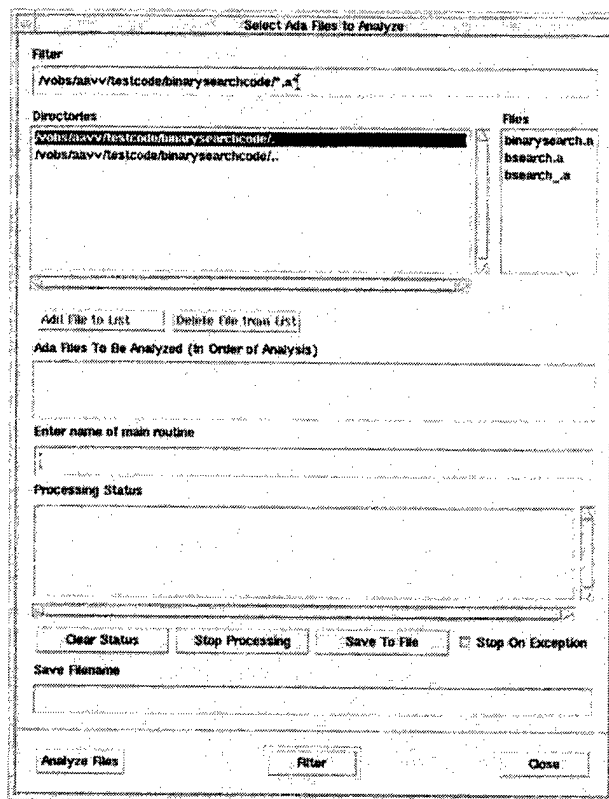 Select Ada Files to Analyze
Filter
/vobs/aavv/testcode/binarysearchcode/*.a
Directories
/vobs/aavv/testcode/binarysearchcode/.
/vobs/aavv/testcode/binarysearchcode/..
Files
binarysearch.a
bsearch.a
bsearch_.a
Add File to List
Delete File from List
Ada Files To Be Analyzed (In Order of Analysis)
Enter name of main routine
Processing Status
Clear Status
Stop Processing
Save To File
Stop On Exception
Save Filename
Analyze Files
Filter
Close